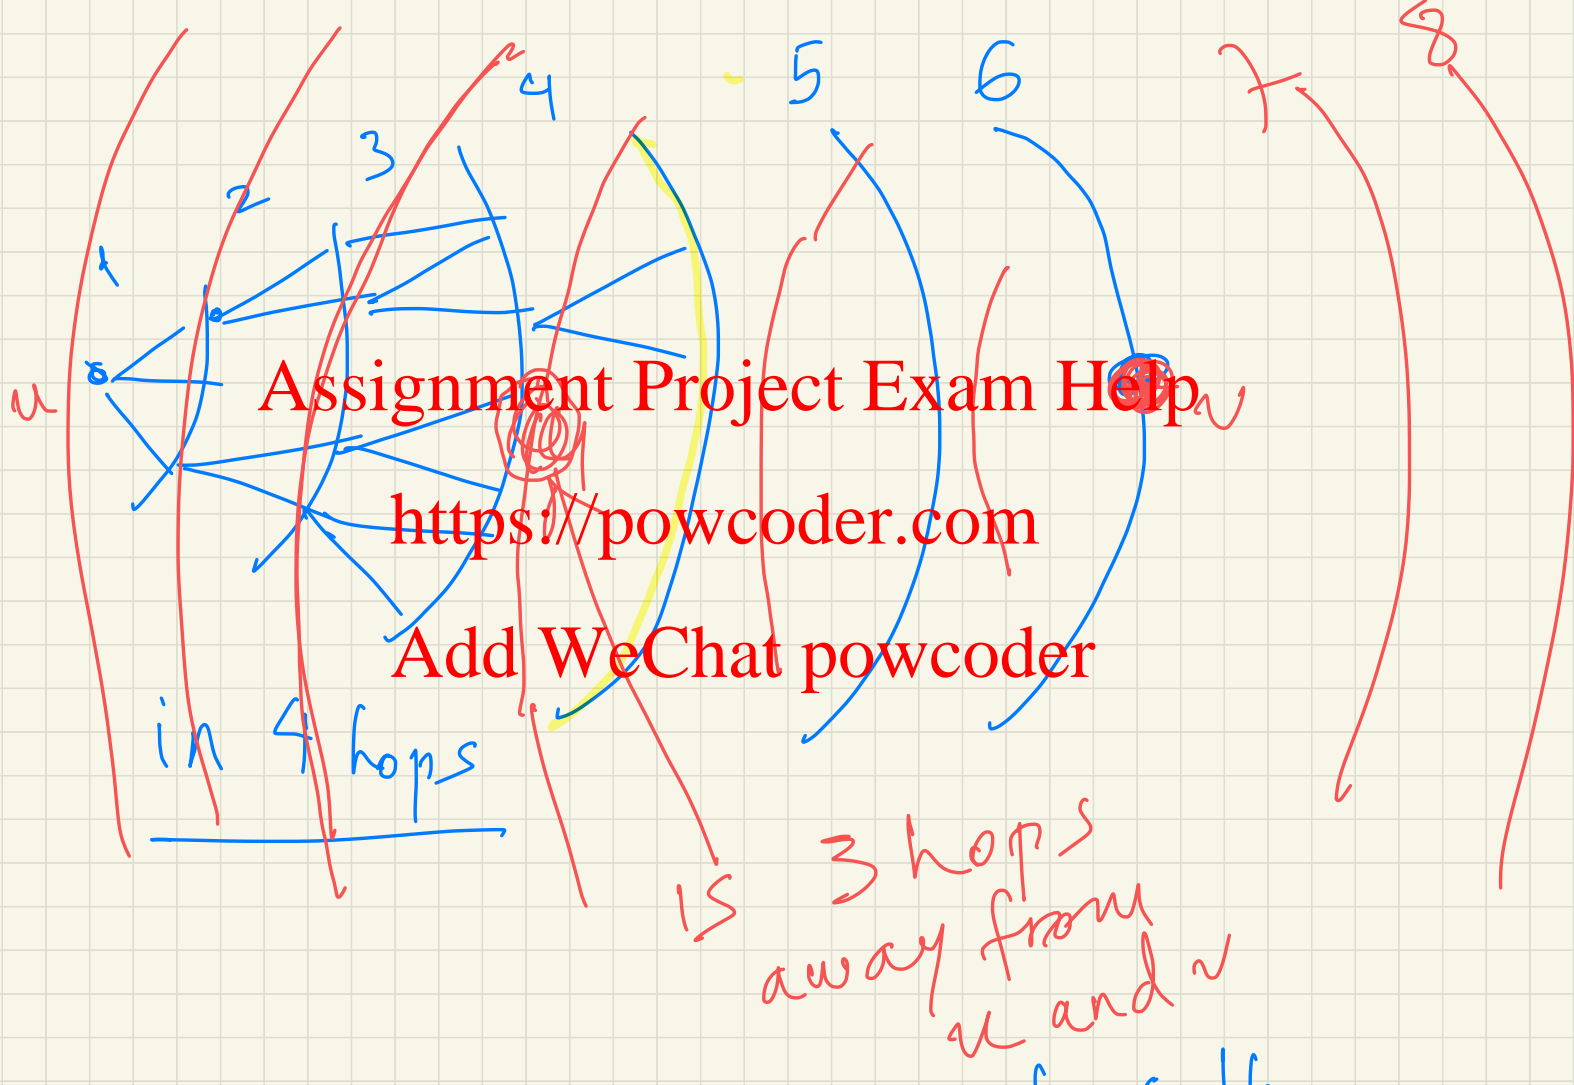 8
5
6
7
4
3
2
1
u
Assignment Project Exam Help
v
https://powcoder.com
Add WeChat powcoder
in 4 hops
is 3 hops
away from
u and v